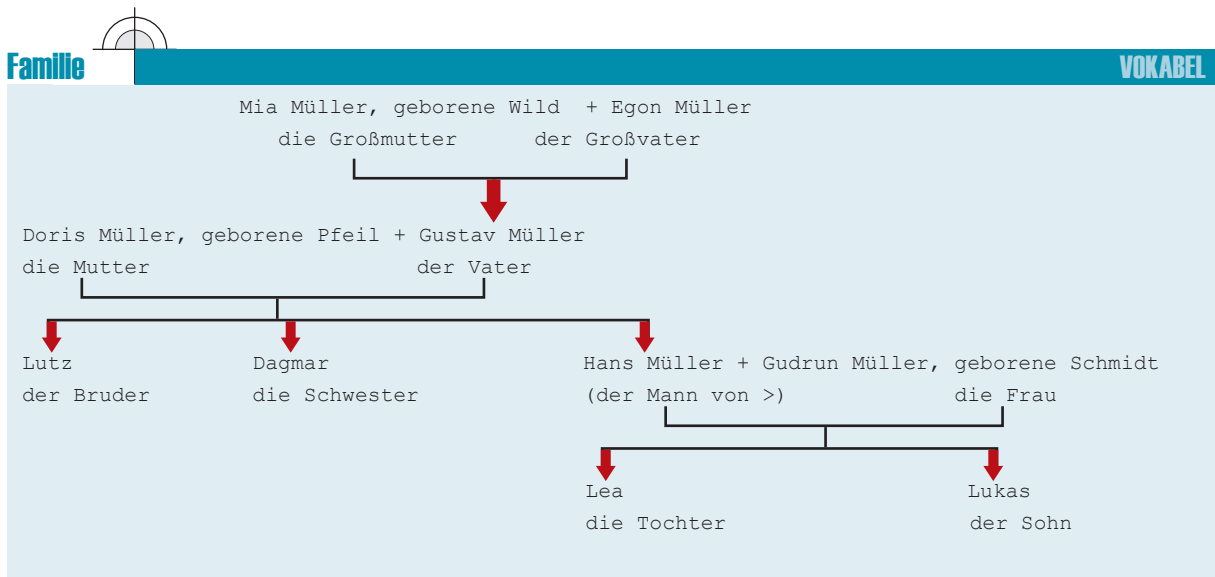 Familie VOKABEL
Mia Müller, geborene Wild + Egon Müller
die Großmutter der Großvater
Doris Müller, geborene Pfeil + Gustav Müller
die Mutter der Vater
Lutz Dagmar Hans Müller + Gudrun Müller, geborene Schmidt
der Bruder die Schwester (der Mann von >) die Frau
Lea Lukas
die Tochter der Sohn